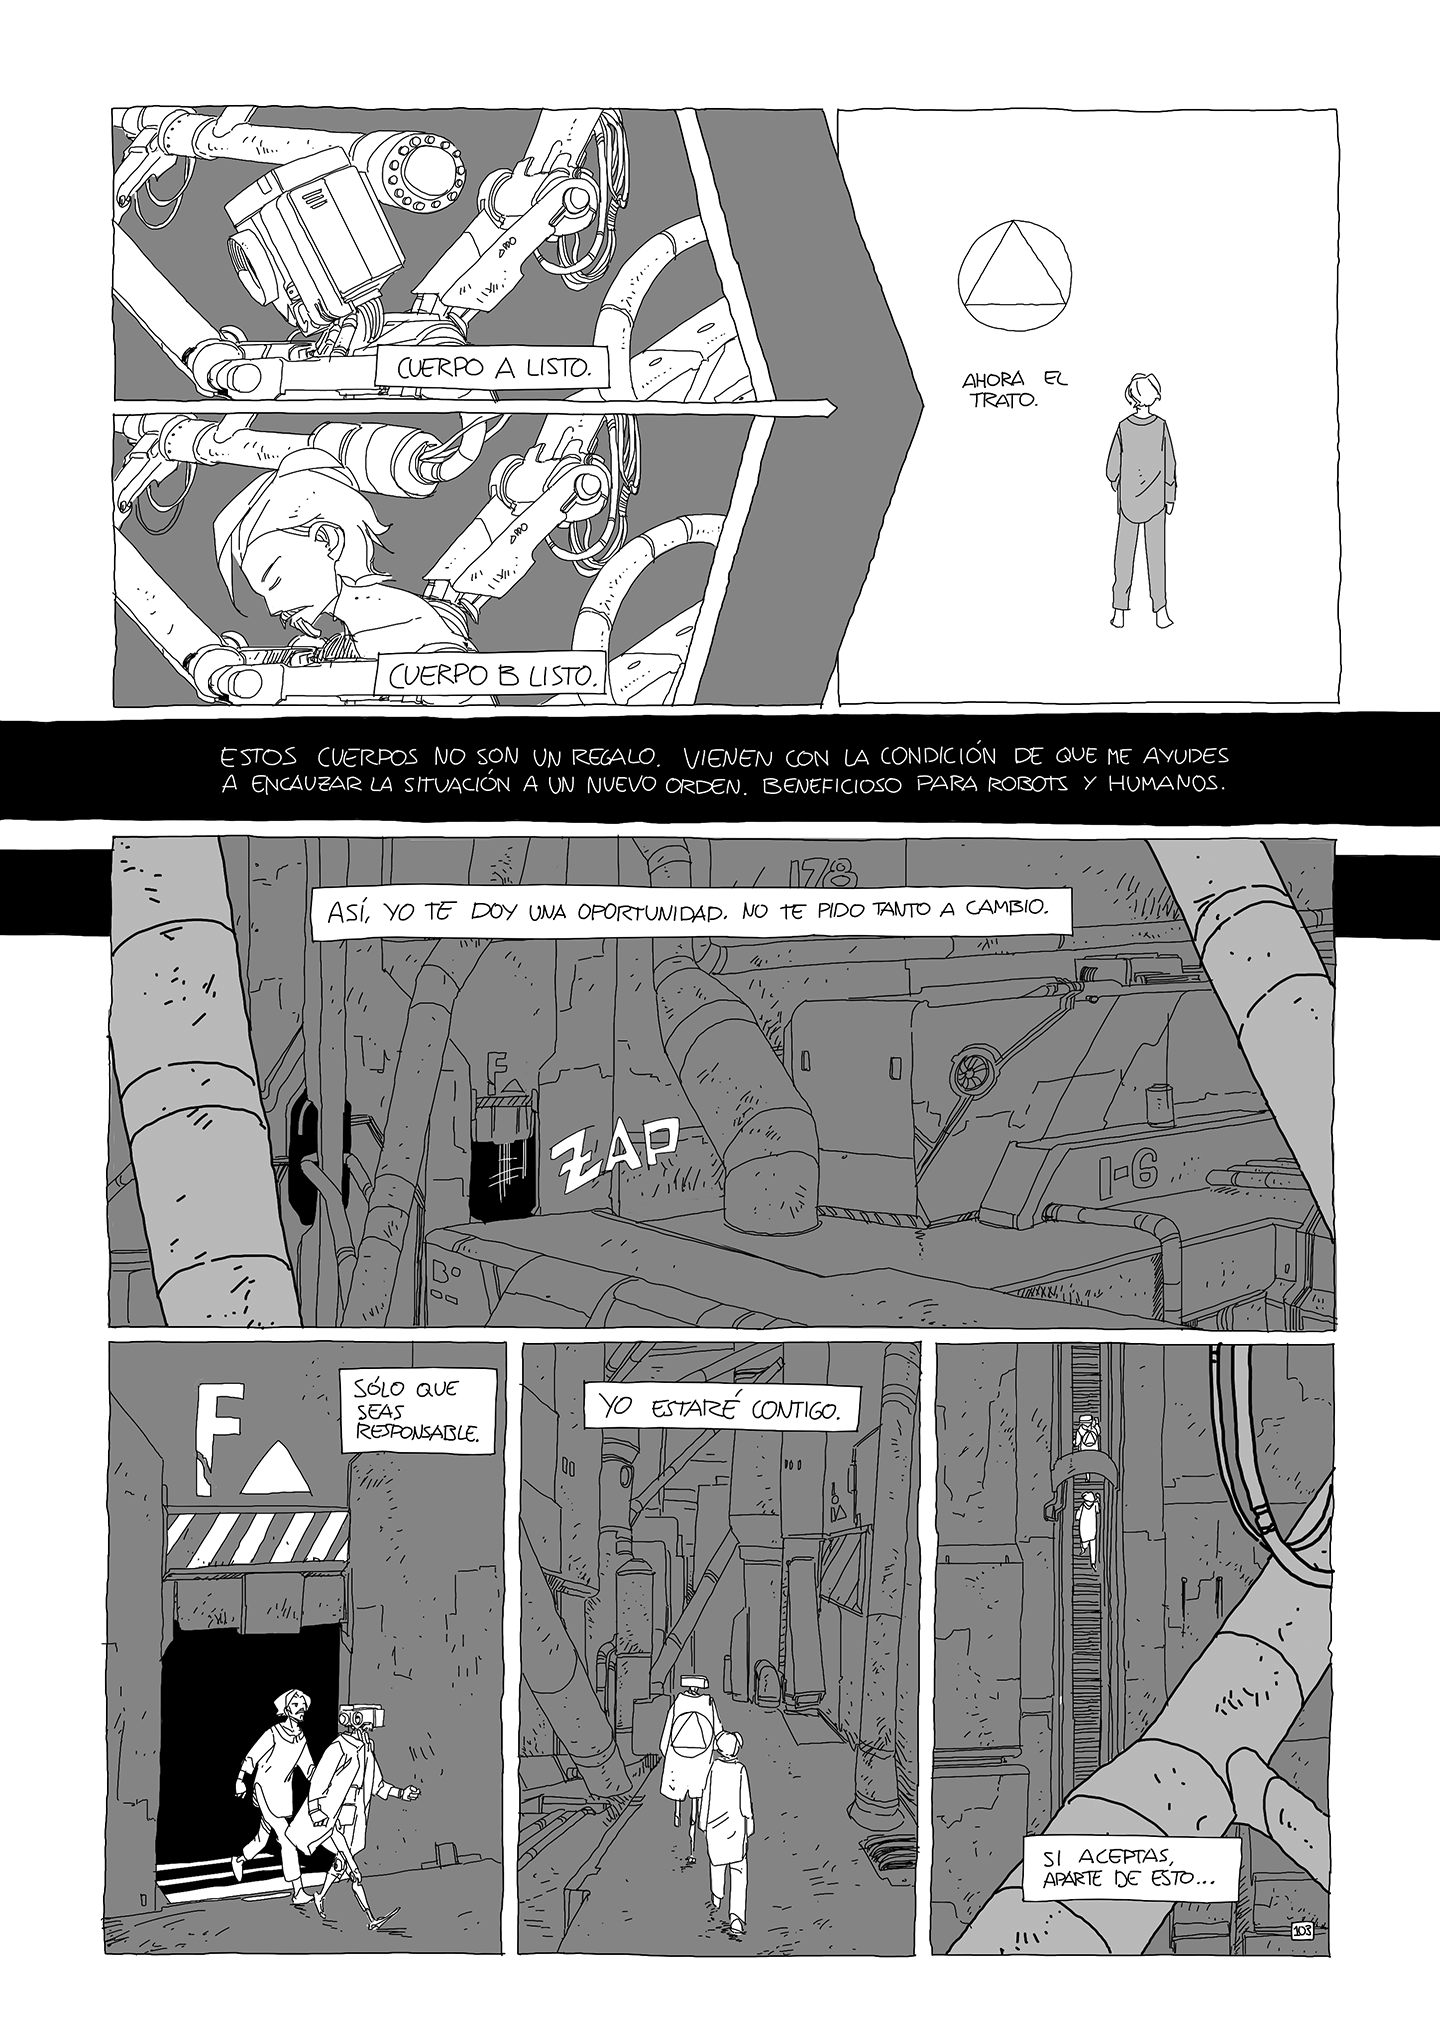 CUERPO A LISTO.
CUERPO B LISTO.
AHORA EL
TRATO.
ESTOS CUERPOS NO SON UN REGALO. VIENEN CON LA CONDICIÓN DE QUE ME AYUDES
A ENCAUZAR LA SITUACIÓN A UN NUEVO ORDEN. BENEFICIOSO PARA ROBOTS Y HUMANOS.
178
ASÍ, YO TE DOY UNA OPORTUNIDAD. NO TE PIDO TANTO A CAMBIO.
F
ZAP
1-6
B
F
SÓLO QUE
SEAS
RESPONSABLE.
YO ESTARÉ CONTIGO.
SI ACEPTAS,
APARTE DE ESTO...
103